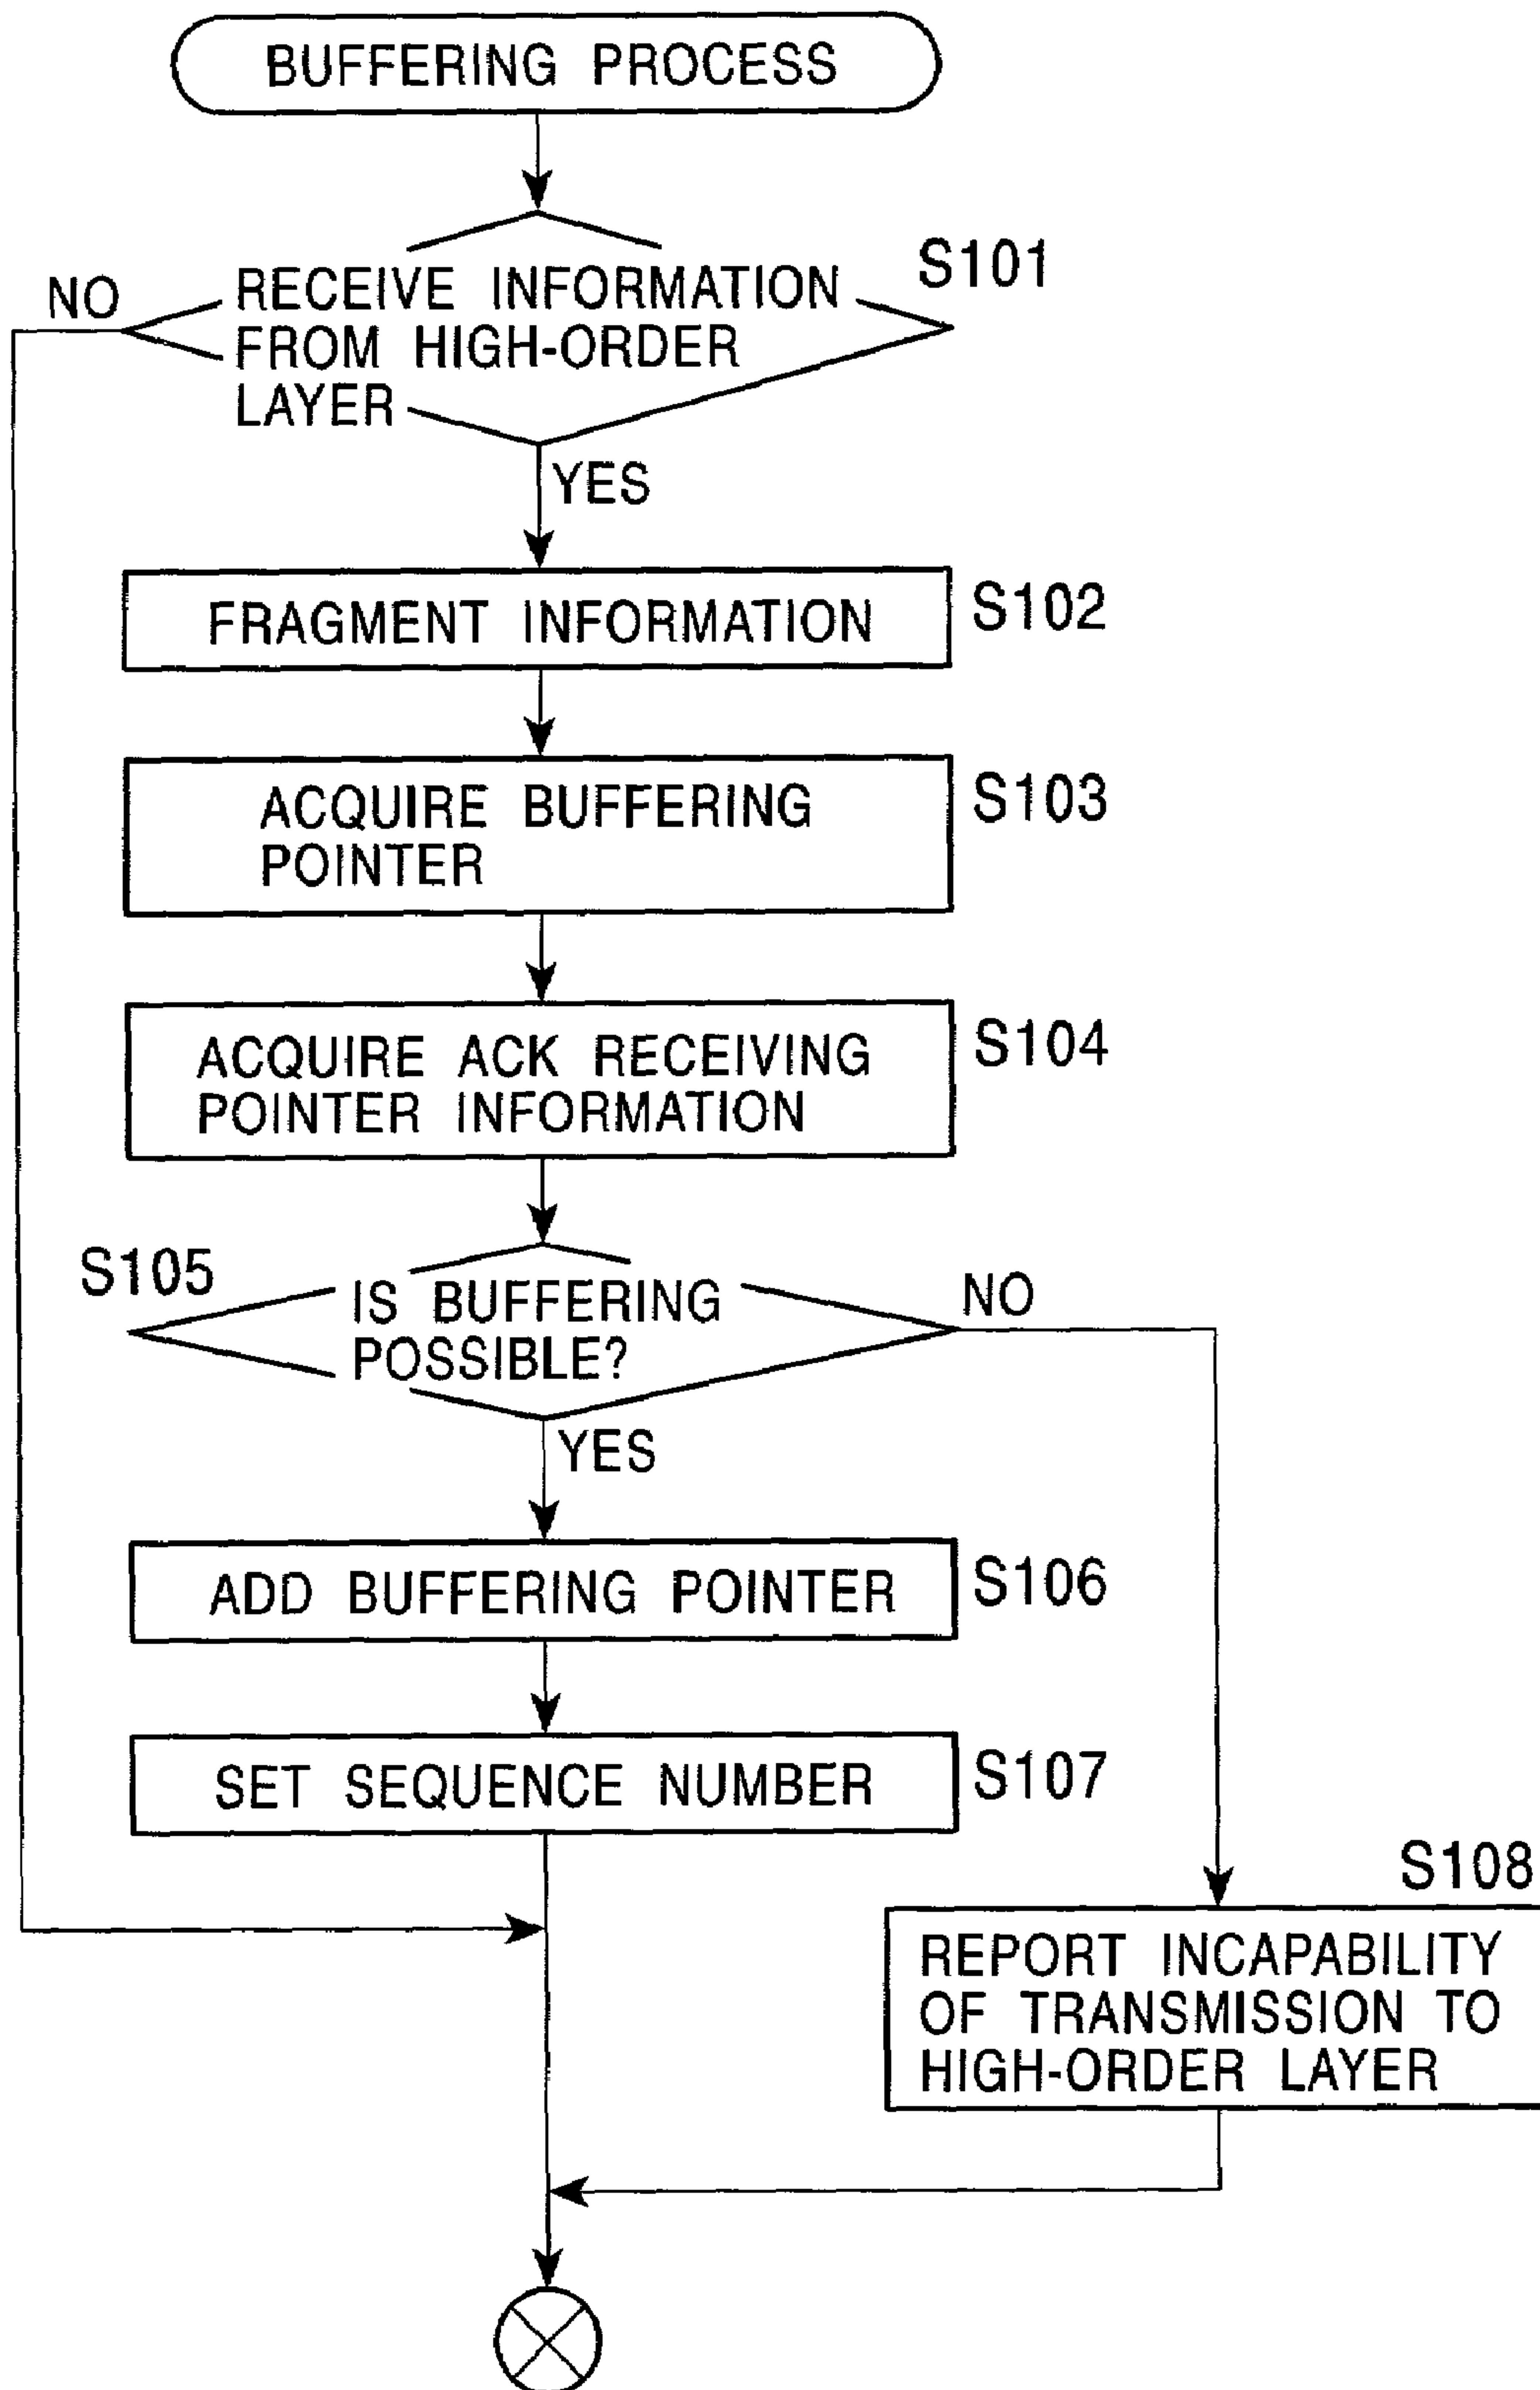 BUFFERING PROCESS
S101
NO
RECEIVE INFORMATION
FROM HIGH-ORDER
LAYER
YES
FRAGMENT INFORMATION
S102
ACQUIRE BUFFERING
POINTER
S103
ACQUIRE ACK RECEIVING
POINTER INFORMATION
S104
S105
IS BUFFERING
POSSIBLE?
NO
YES
ADD BUFFERING POINTER
S106
SET SEQUENCE NUMBER
S107
S108
REPORT INCAPABILITY
OF TRANSMISSION TO
HIGH-ORDER LAYER